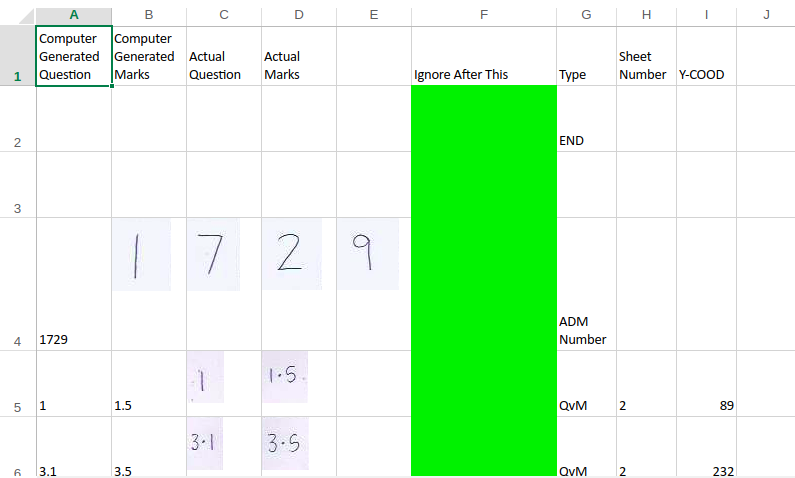 A B C D E F G H I J
1 Computer Generated Question Computer Generated Marks Actual Question Actual Marks Ignore After This Type Sheet Number Y-COOD
2 END
3
1 7 2 9
4 1729 ADM Number
1 1.5
5 1 1.5 QvM 2 89
3.1 3.5
6 3.1 3.5 QvM 2 232